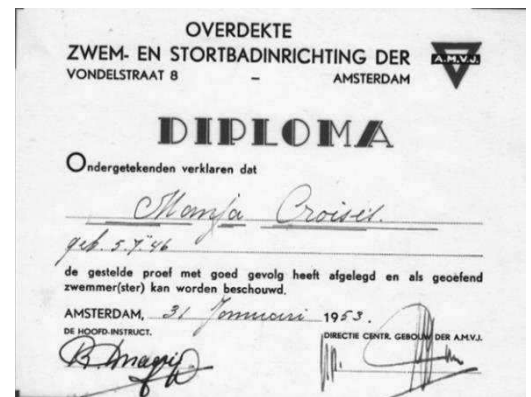 OVERDEKTE
ZWEM- EN STORTBADINRICHTING DER
A.M.V.J.
VONDELSTRAAT 8 – AMSTERDAM
DIPLOMA
Ondergetekenden verklaren dat
Manja Croiset.
geb. 5.7.46
de gestelde proef met goed gevolg heeft afgelegd en als geoefend
zwemmer(ster) kan worden beschouwd.
AMSTERDAM, 31 Januari 1953.
DE HOOFD-INSTRUCT. DIRECTIE CENTR. GEBOUW DER A.M.V.J.